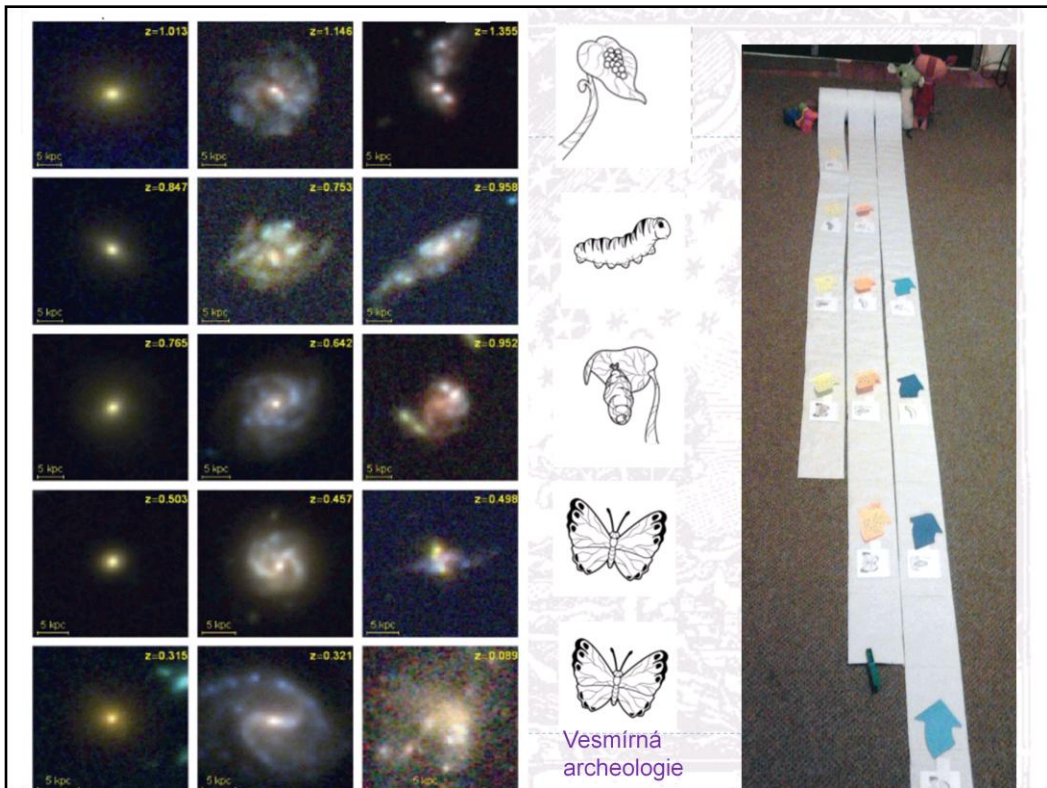 z=1.013
5 kpc
z=1.146
5 kpc
z=1.355
5 kpc
z=0.847
5 kpc
z=0.753
5 kpc
z=0.958
5 kpc
z=0.765
5 kpc
z=0.642
5 kpc
z=0.952
5 kpc
z=0.503
5 kpc
z=0.457
5 kpc
z=0.498
5 kpc
z=0.315
5 kpc
z=0.321
5 kpc
z=0.089
5 kpc
Vesmírná
archeologie